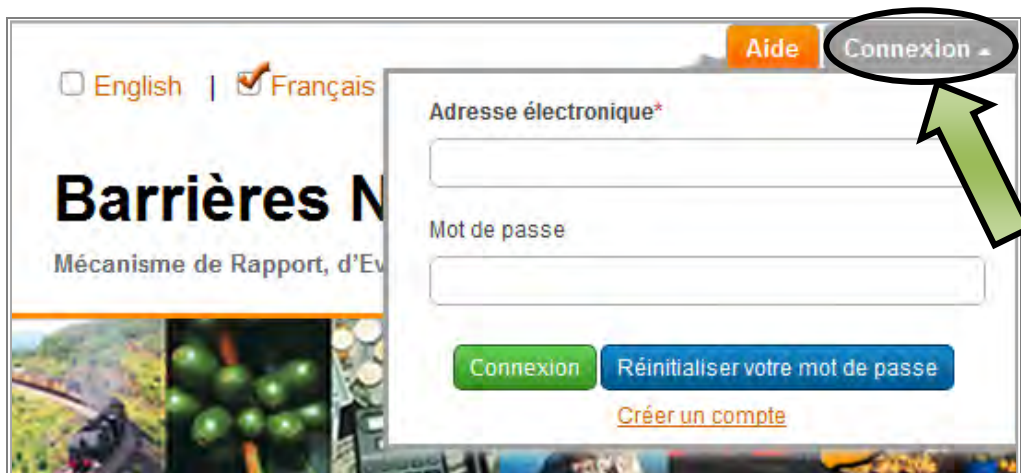 Aide Connexion
English | Français
Adresse électronique*
Barrières N
Mot de passe
Mécanisme de Rapport, d'Ev
Connexion Réinitialiser votre mot de passe
Créer un compte